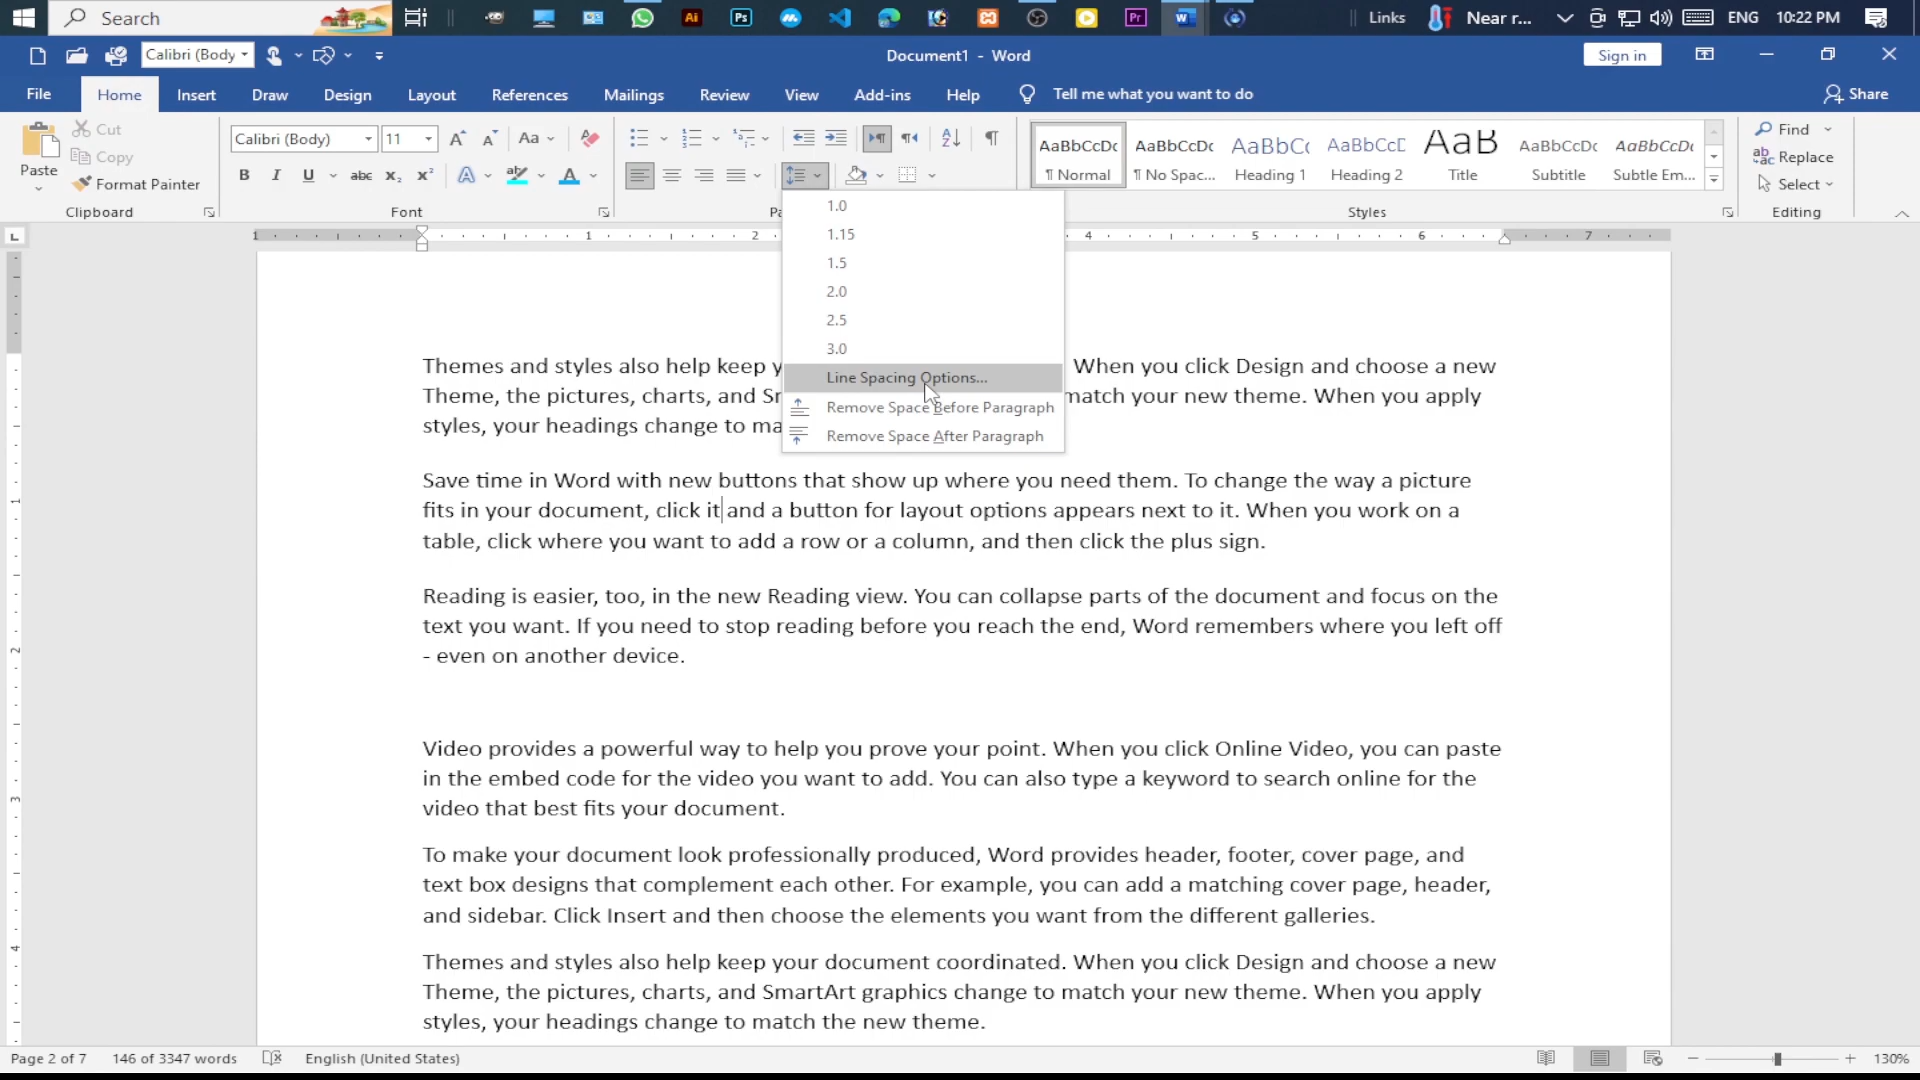 Search
Ai
Ps
Pr
Links
Near r...
ENG
10:22 PM
Calibri (Body
Document1 - Word
Sign in
File
Home
Insert
Draw
Design
Layout
References
Mailings
Review
View
Add-ins
Help
Tell me what you want to do
Share
Paste
Cut
Copy
Format Painter
Clipboard
Calibri (Body)
11
Aa
B
I
U
abc
Font
AaBbCcDc
¶ Normal
AaBbCcDc
¶ No Spac...
AaBbCc
Heading 1
AaBbCcD
Heading 2
AaB
Title
AaBbCcDc
Subtitle
AaBbCcDc
Subtle Em...
Styles
Find
Replace
Select
Editing
1.0
1.15
1.5
2.0
2.5
3.0
Line Spacing Options...
Remove Space Before Paragraph
Remove Space After Paragraph
1 1 2 4 5 6 7
Themes and styles also help keep y When you click Design and choose a new
Theme, the pictures, charts, and Sr match your new theme. When you apply
styles, your headings change to ma
Save time in Word with new buttons that show up where you need them. To change the way a picture
fits in your document, click it and a button for layout options appears next to it. When you work on a
table, click where you want to add a row or a column, and then click the plus sign.
Reading is easier, too, in the new Reading view. You can collapse parts of the document and focus on the
text you want. If you need to stop reading before you reach the end, Word remembers where you left off
- even on another device.
Video provides a powerful way to help you prove your point. When you click Online Video, you can paste
in the embed code for the video you want to add. You can also type a keyword to search online for the
video that best fits your document.
To make your document look professionally produced, Word provides header, footer, cover page, and
text box designs that complement each other. For example, you can add a matching cover page, header,
and sidebar. Click Insert and then choose the elements you want from the different galleries.
Themes and styles also help keep your document coordinated. When you click Design and choose a new
Theme, the pictures, charts, and SmartArt graphics change to match your new theme. When you apply
styles, your headings change to match the new theme.
Page 2 of 7
146 of 3347 words
English (United States)
130%